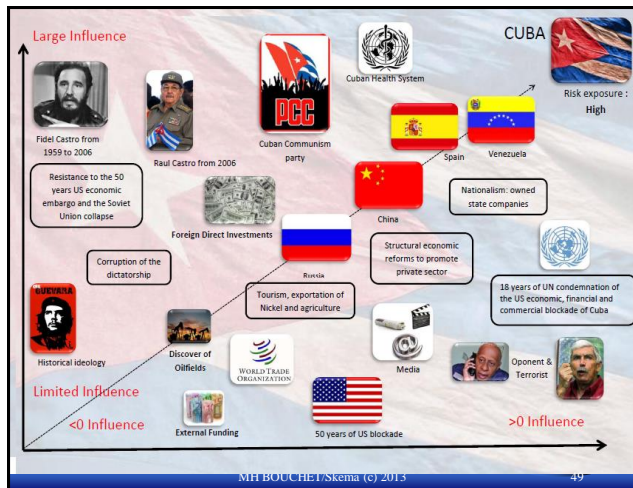 Large Influence
CUBA
Risk exposure :
High
Cuban Health System
Fidel Castro from
1959 to 2006
Raul Castro from 2006
PCC
Cuban Communism
party
Spain
Venezuela
Resistance to the 50
years US economic
embargo and the Soviet
Union collapse
Foreign Direct Investments
China
Nationalism: owned
state companies
Corruption of the
dictatorship
Russia
Structural economic
reforms to promote
private sector
Tourism, exportation of
Nickel and agriculture
18 years of UN condemnation of
the US economic, financial and
commercial blockade of Cuba
GUEVARA
Historical ideology
Discover of
Oilfields
WORLD TRADE
ORGANIZATION
Media
Oponent &
Terrorist
Limited Influence
<0 Influence
External Funding
50 years of US blockade
>0 Influence
MH BOUCHET/Skema (c) 2013
49